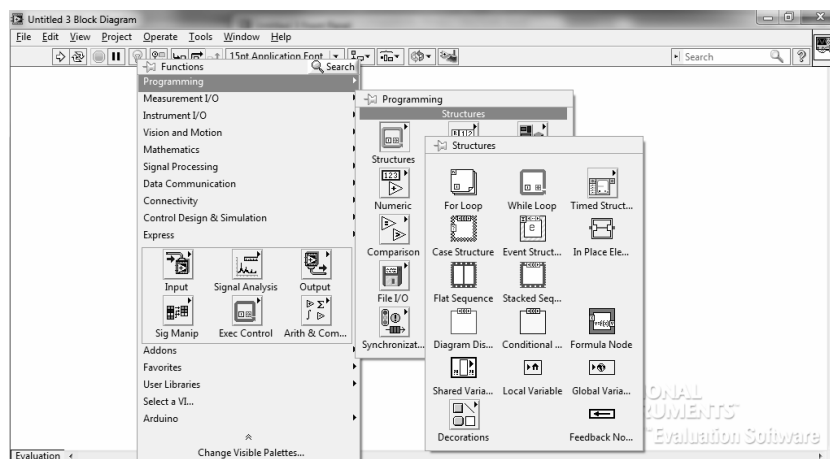 Untitled 3 Block Diagram
File Edit View Project Operate Tools Window Help
15pt Application Font
Search
Functions
Search
Programming
Measurement I/O
Instrument I/O
Vision and Motion
Mathematics
Signal Processing
Data Communication
Connectivity
Control Design & Simulation
Express
Input Signal Analysis Output
Sig Manip Exec Control Arith & Com...
Addons
Favorites
User Libraries
Select a VI...
Arduino
Change Visible Palettes...
Programming
Structures
Structures
Numeric
Comparison
File I/O
Synchronizat...
Structures
For Loop While Loop Timed Struct...
Case Structure Event Struct... In Place Ele...
Flat Sequence Stacked Seq...
Diagram Dis... Conditional ... Formula Node
Shared Varia... Local Variable Global Varia...
Decorations Feedback No...
Evaluation Software
Evaluation